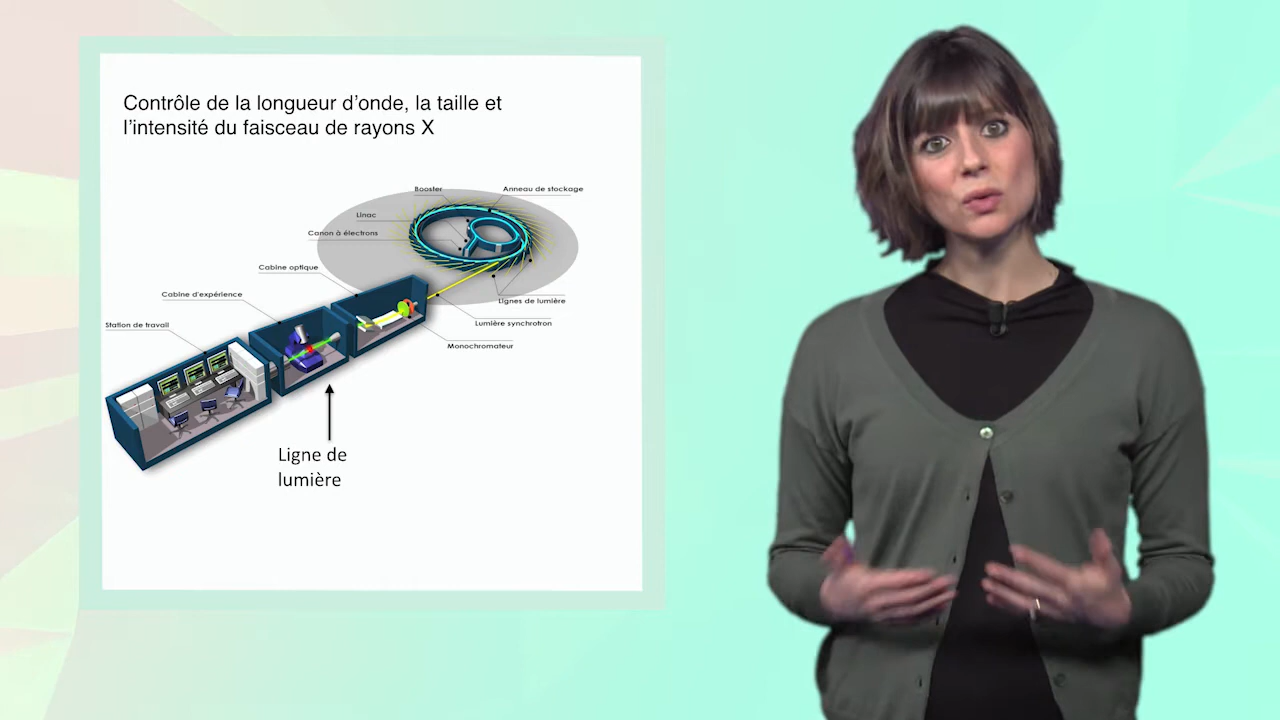 Contrôle de la longueur d’onde, la taille et
l’intensité du faisceau de rayons X
Booster
Anneau de stockage
Linac
Canon à électrons
Cabine optique
Cabine d'expérience
Lignes de lumière
Station de travail
Lumière synchrotron
Monochromateur
Ligne de
lumière